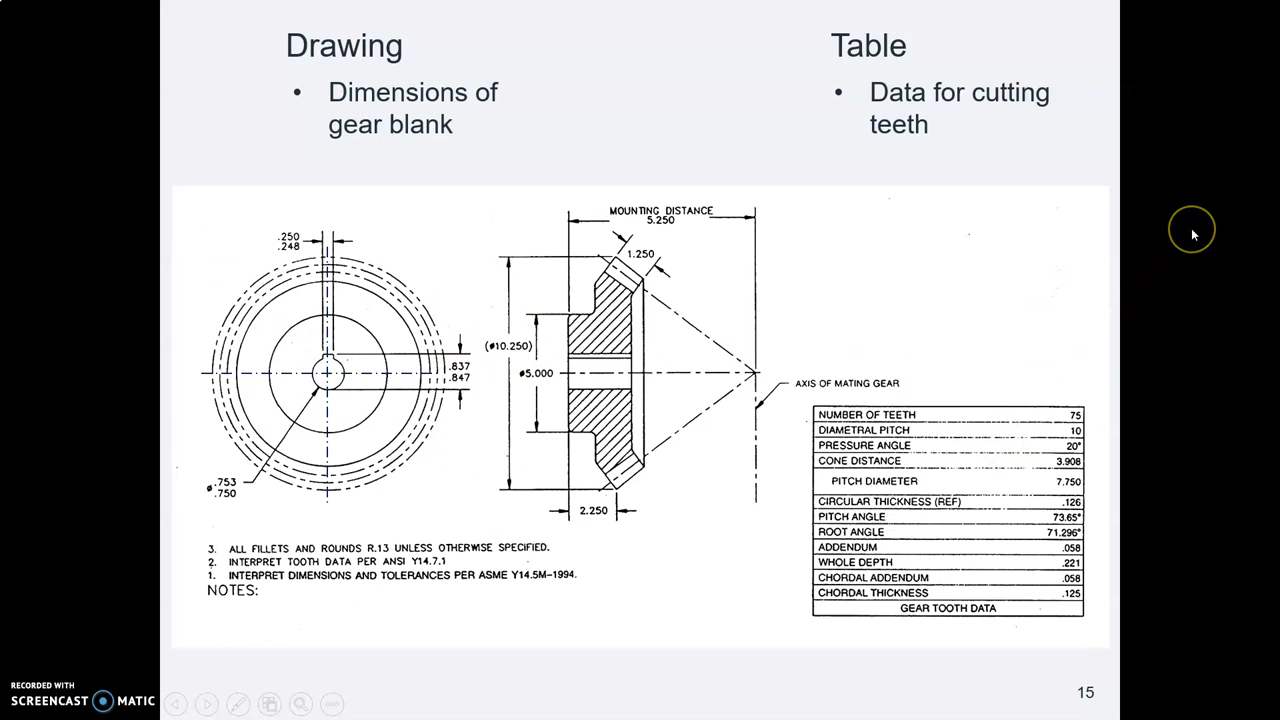 Drawing
• Dimensions of
gear blank
Table
• Data for cutting
teeth
.250
.248
.837
.847
⌀.753
.750
MOUNTING DISTANCE
5.250
1.250
(⌀10.250)
⌀5.000
2.250
AXIS OF MATING GEAR
3. ALL FILLETS AND ROUNDS R.13 UNLESS OTHERWISE SPECIFIED.
2. INTERPRET TOOTH DATA PER ANSI Y14.7.1
1. INTERPRET DIMENSIONS AND TOLERANCES PER ASME Y14.5M-1994.
NOTES:
NUMBER OF TEETH 75
DIAMETRAL PITCH 10
PRESSURE ANGLE 20°
CONE DISTANCE 3.908
PITCH DIAMETER 7.750
CIRCULAR THICKNESS (REF) .126
PITCH ANGLE 73.65°
ROOT ANGLE 71.296°
ADDENDUM .058
WHOLE DEPTH .221
CHORDAL ADDENDUM .058
CHORDAL THICKNESS .125
GEAR TOOTH DATA
15
RECORDED WITH
SCREENCAST MATIC